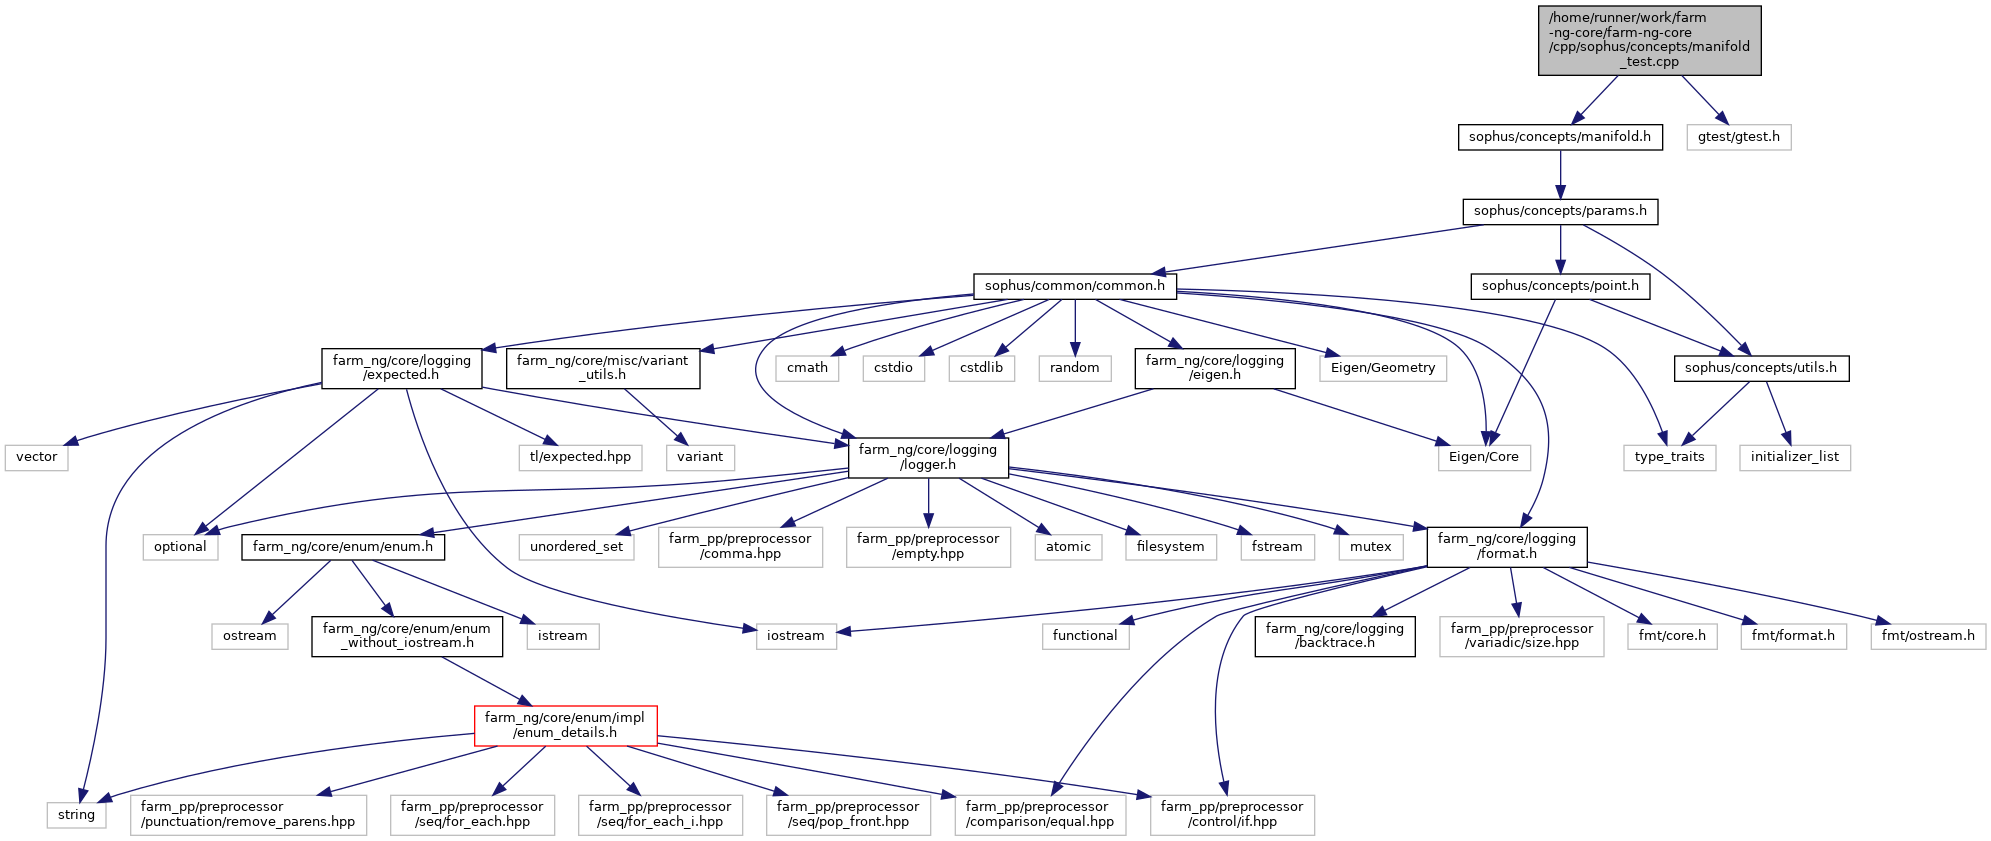 /home/runner/work/farm
-ng-core/farm-ng-core
/cpp/sophus/concepts/manifold
_test.cpp
sophus/concepts/manifold.h
gtest/gtest.h
sophus/concepts/params.h
sophus/common/common.h
sophus/concepts/point.h
farm_ng/core/logging
/expected.h
farm_ng/core/misc/variant
_utils.h
cmath
cstdio
cstdlib
random
farm_ng/core/logging
/eigen.h
Eigen/Geometry
sophus/concepts/utils.h
vector
tl/expected.hpp
variant
farm_ng/core/logging
/logger.h
Eigen/Core
type_traits
initializer_list
optional
farm_ng/core/enum/enum.h
unordered_set
farm_pp/preprocessor
/comma.hpp
farm_pp/preprocessor
/empty.hpp
atomic
filesystem
fstream
mutex
farm_ng/core/logging
/format.h
ostream
farm_ng/core/enum/enum
_without_iostream.h
istream
iostream
functional
farm_ng/core/logging
/backtrace.h
farm_pp/preprocessor
/variadic/size.hpp
fmt/core.h
fmt/format.h
fmt/ostream.h
farm_ng/core/enum/impl
/enum_details.h
string
farm_pp/preprocessor
/punctuation/remove_parens.hpp
farm_pp/preprocessor
/seq/for_each.hpp
farm_pp/preprocessor
/seq/for_each_i.hpp
farm_pp/preprocessor
/seq/pop_front.hpp
farm_pp/preprocessor
/comparison/equal.hpp
farm_pp/preprocessor
/control/if.hpp